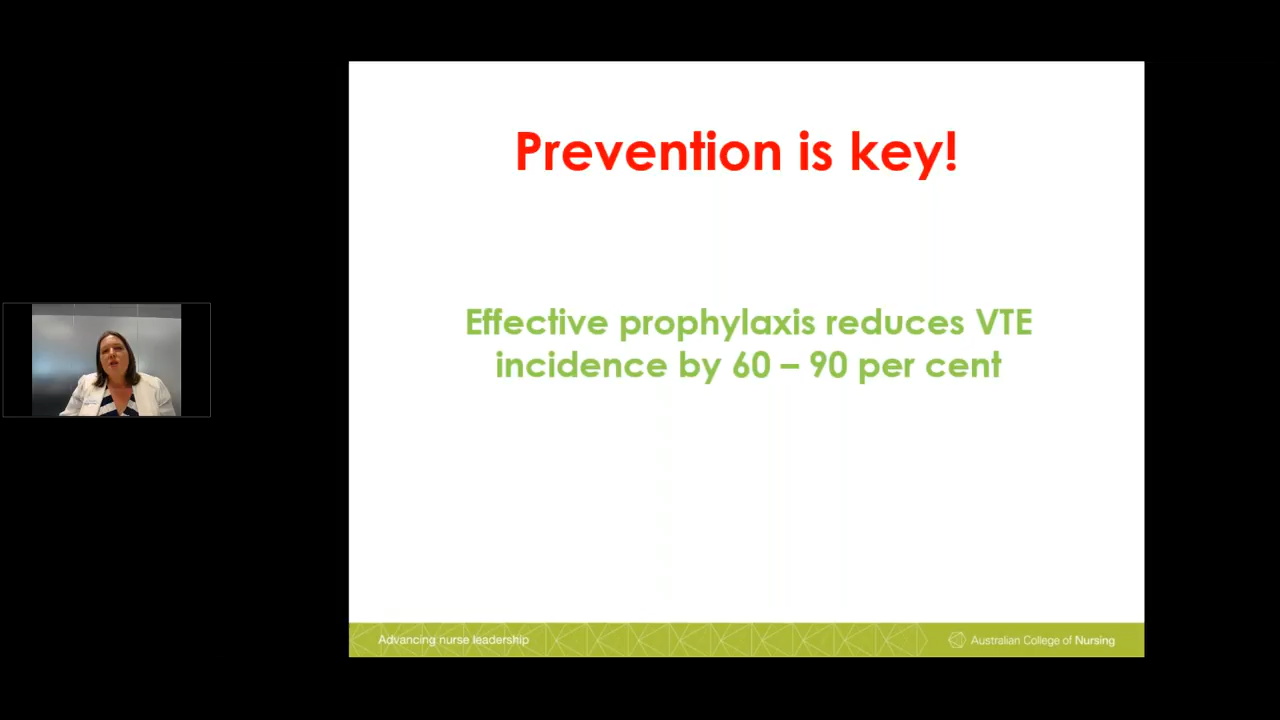 Prevention is key!
Effective prophylaxis reduces VTE
incidence by 60 – 90 per cent
Advancing nurse leadership
Australian College of Nursing